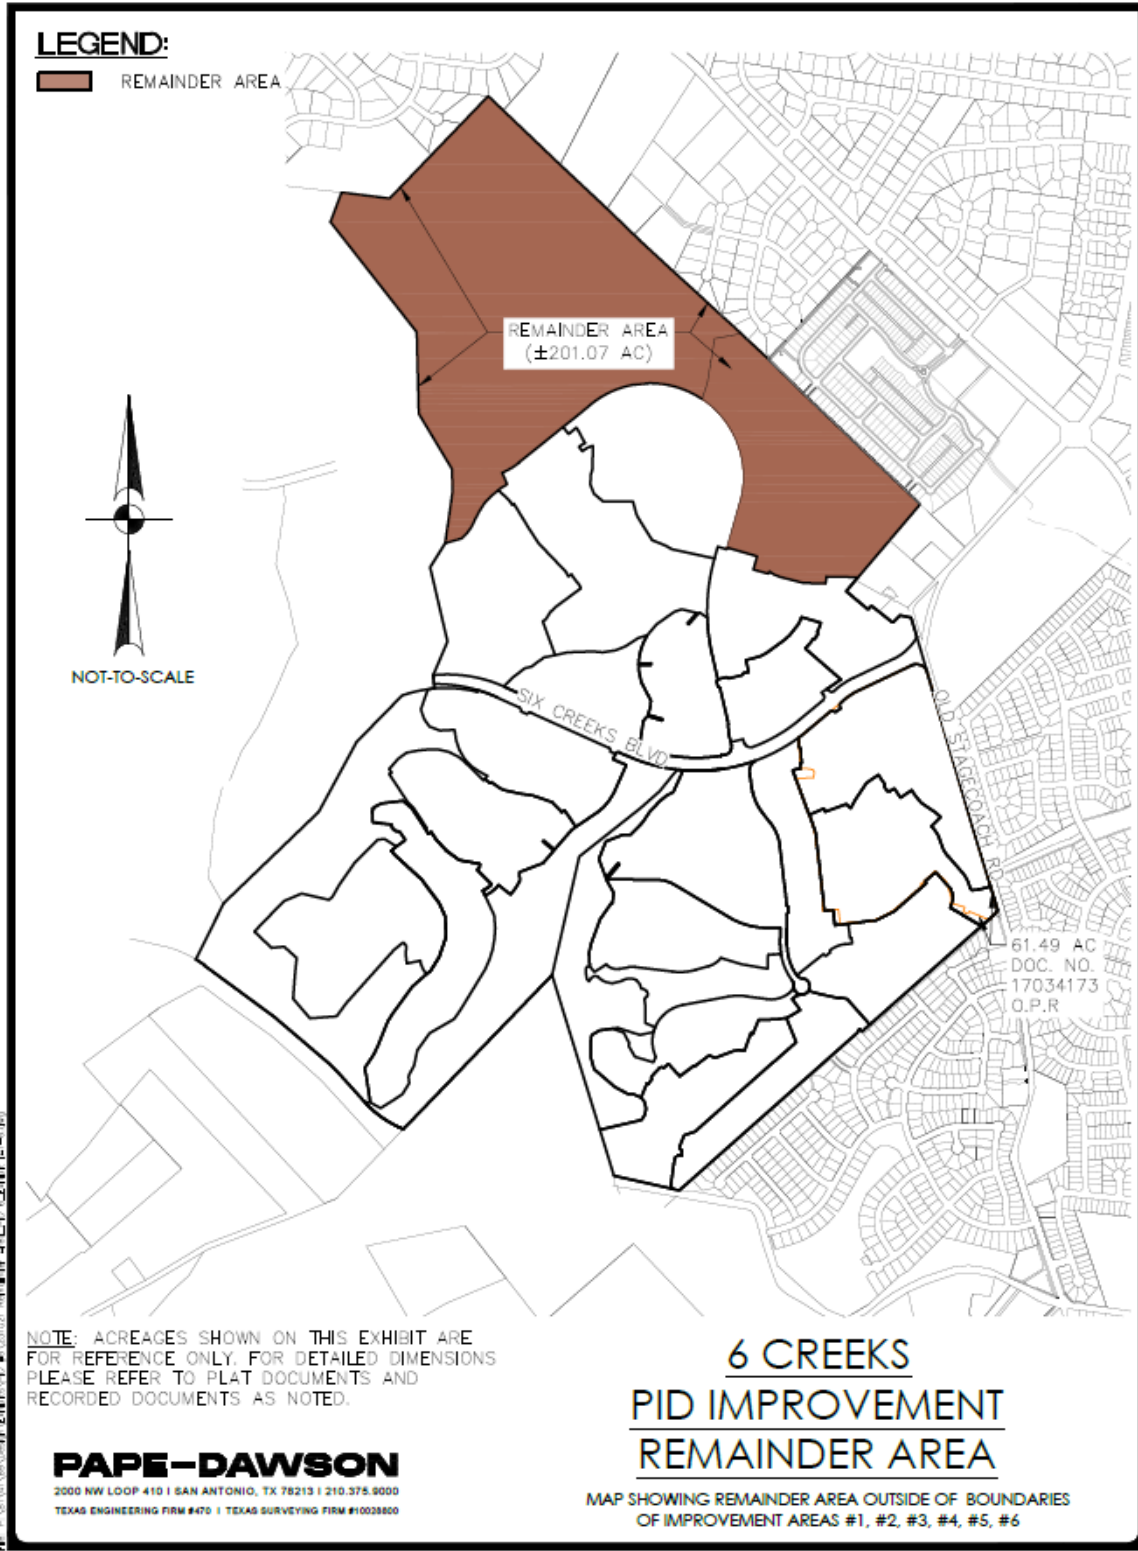 LEGEND:
REMAINDER AREA
REMAINDER AREA
(±201.07 AC)
NOT-TO-SCALE
SIX CREEKS BLVD
OLD STAGECOACH RD
61.49 AC
DOC. NO.
17034173
O.P.R
NOTE: ACREAGES SHOWN ON THIS EXHIBIT ARE
FOR REFERENCE ONLY. FOR DETAILED DIMENSIONS
PLEASE REFER TO PLAT DOCUMENTS AND
RECORDED DOCUMENTS AS NOTED.
PAPE-DAWSON
2000 NW LOOP 410 | SAN ANTONIO, TX 78213 | 210.375.9000
TEXAS ENGINEERING FIRM #470 | TEXAS SURVEYING FIRM #10028800
6 CREEKS
PID IMPROVEMENT
REMAINDER AREA
MAP SHOWING REMAINDER AREA OUTSIDE OF BOUNDARIES
OF IMPROVEMENT AREAS #1, #2, #3, #4, #5, #6